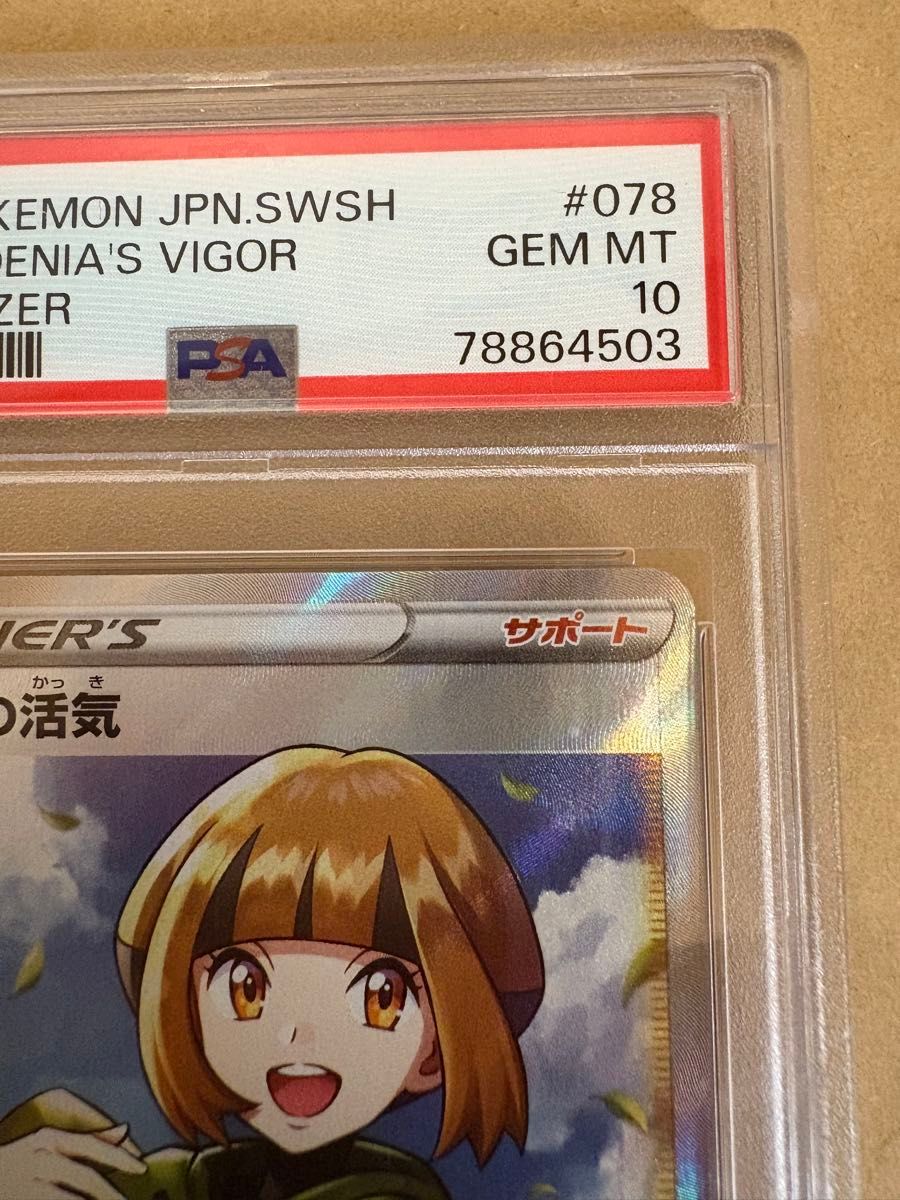 KEMON JPN.SWSH #078
DENIA'S VIGOR GEM MT
ZER 10
PSA 78864503
NER'S サポート
かっ き
の活気